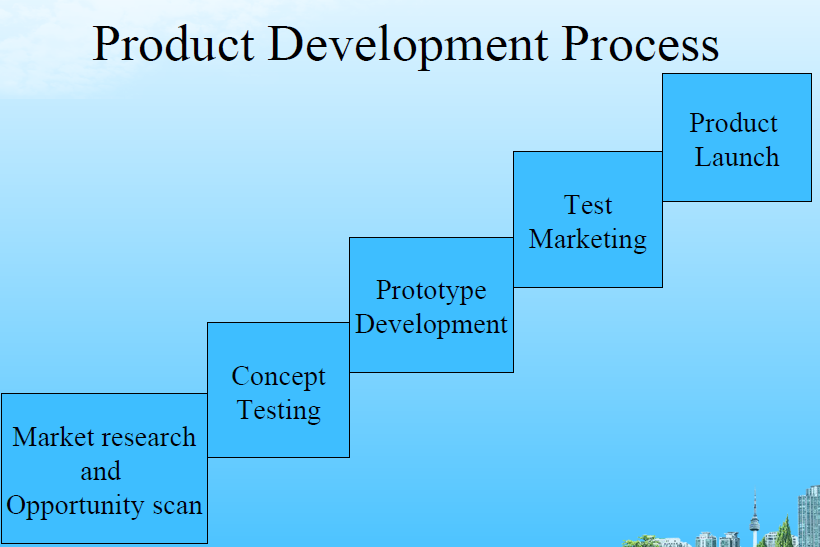 Product Development Process
Product
Launch
Test
Marketing
Prototype
Development
Concept
Testing
Market research
and
Opportunity scan